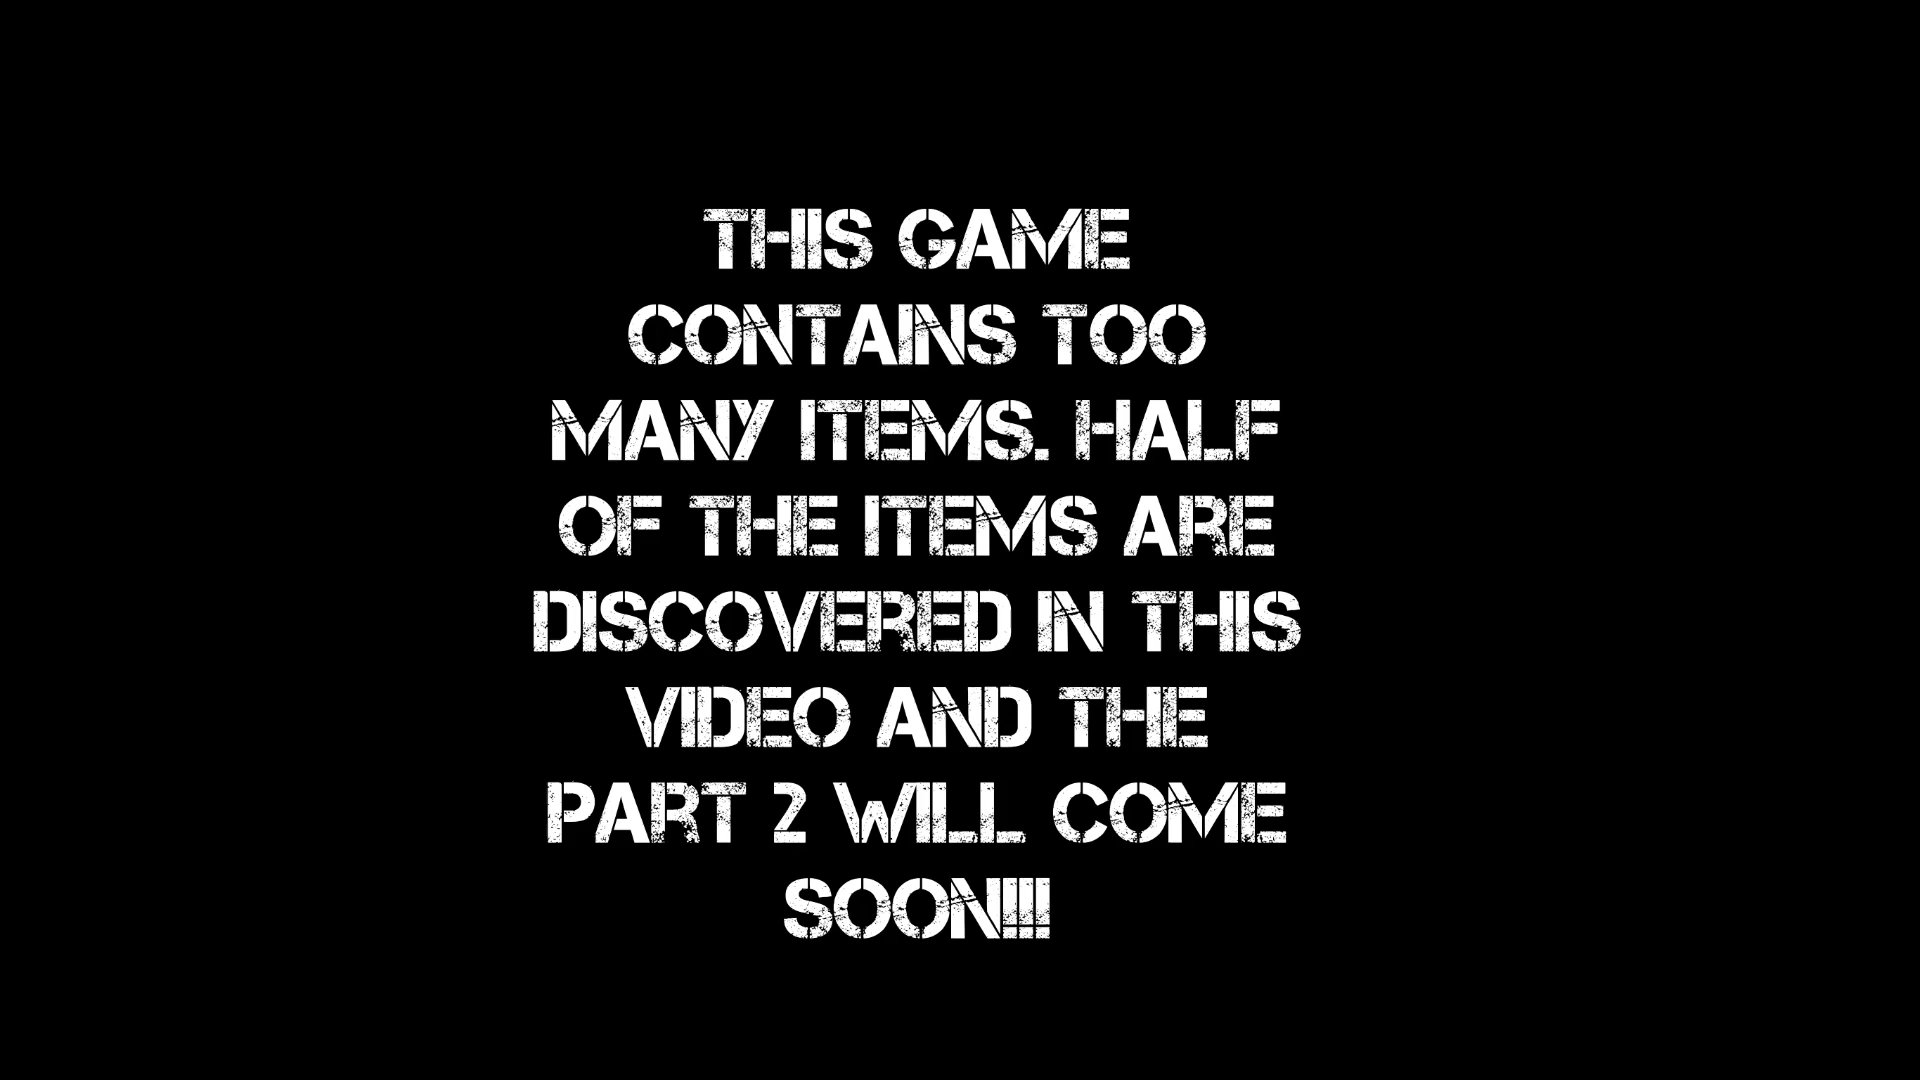 THIS GAME
CONTAINS TOO
MANY ITEMS. HALF
OF THE ITEMS ARE
DISCOVERED IN THIS
VIDEO AND THE
PART 2 WILL COME
SOON!!!